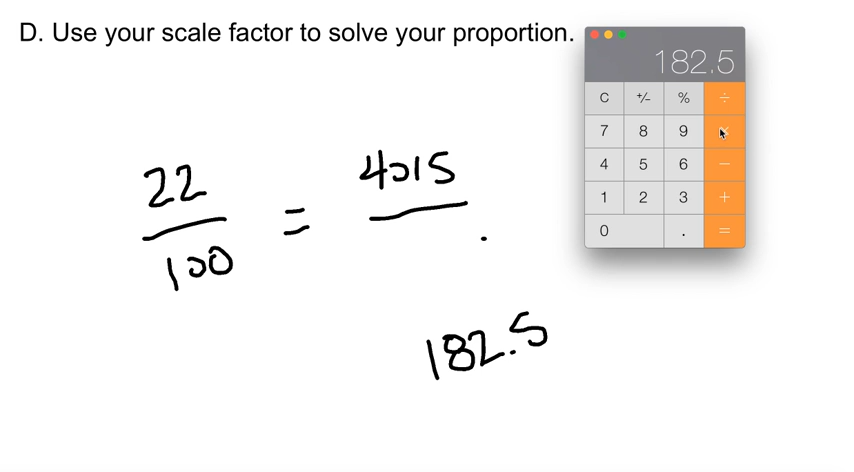 D. Use your scale factor to solve your proportion.
182.5
C +/- % ÷
7 8 9 ×
4 5 6 −
1 2 3 +
0 . =
22
100
=
4015
.
182.5